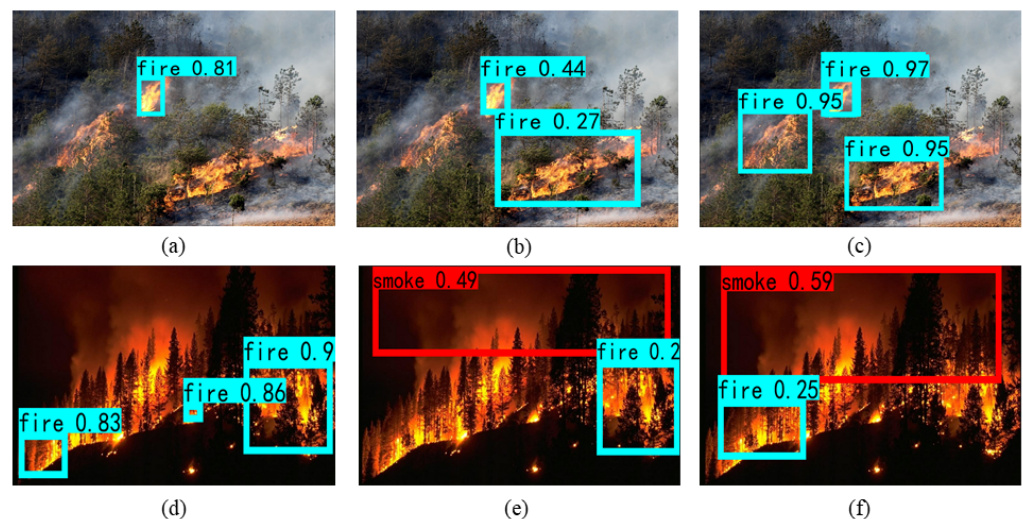 fire 0.81
fire 0.44
fire 0.27
fire 0.97
fire 0.95
fire 0.95
(a)
(b)
(c)
fire 0.9
fire 0.86
fire 0.83
smoke 0.49
fire 0.2
smoke 0.59
fire 0.25
(d)
(e)
(f)